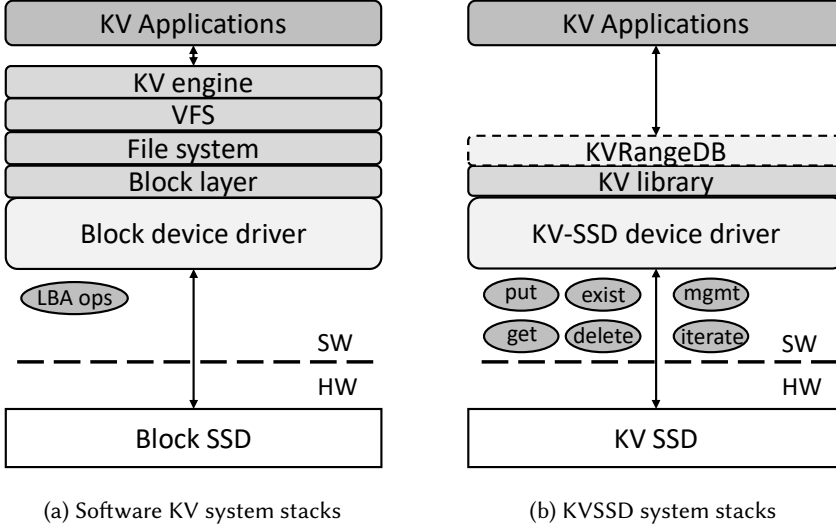 KV Applications
KV engine
VFS
File system
Block layer
Block device driver
LBA ops
SW
HW
Block SSD
(a) Software KV system stacks
KV Applications
KVRangeDB
KV library
KV-SSD device driver
put exist mgmt
get delete iterate
SW
HW
KV SSD
(b) KVSSD system stacks